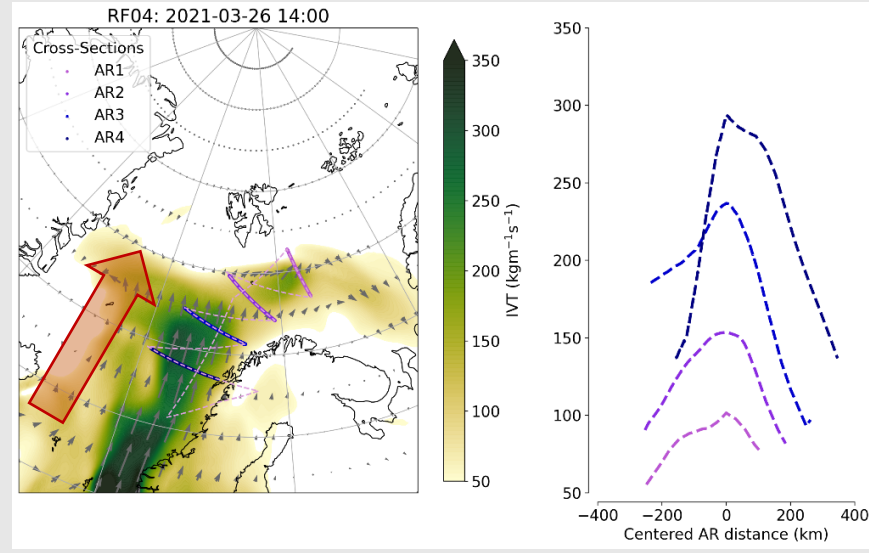 RF04: 2021-03-26 14:00
Cross-Sections
AR1
AR2
AR3
AR4
350
300
250
200
150
100
50
IVT (kgm⁻¹s⁻¹)
350
300
250
200
150
100
50
−400 −200 0 200 400
Centered AR distance (km)